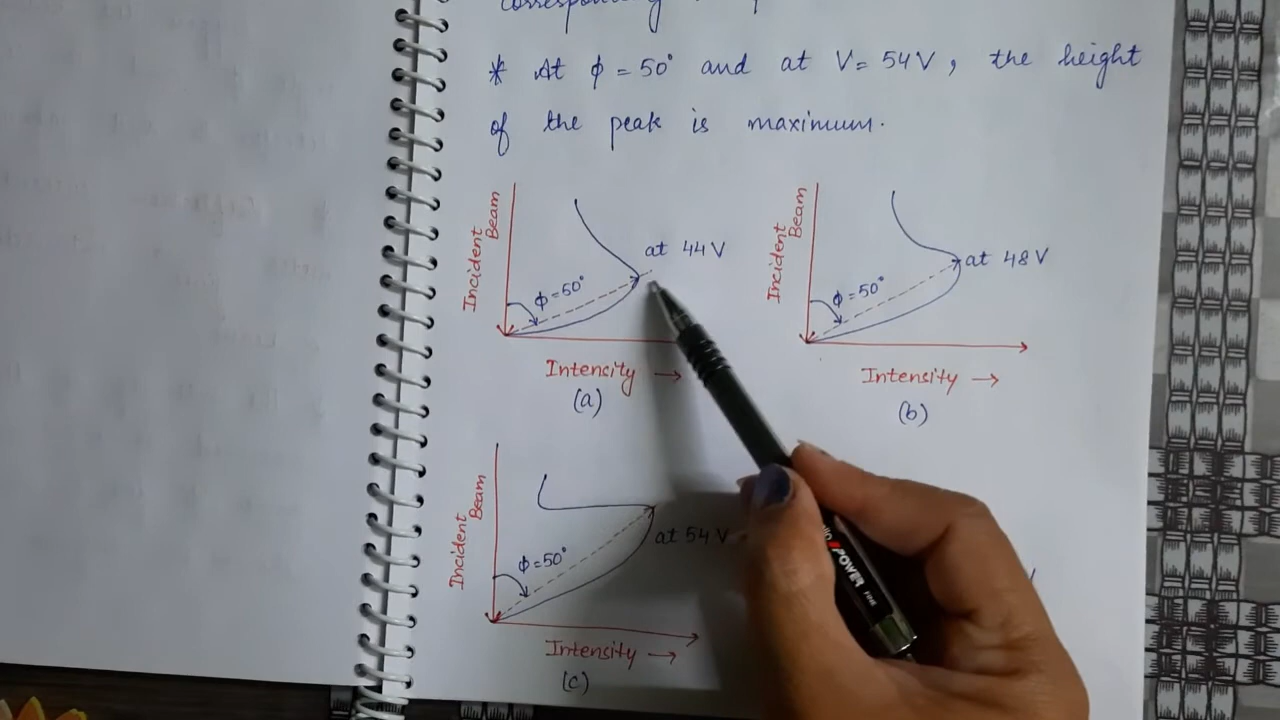 * At ϕ = 50° and at V = 54V, the height
of the peak is maximum.
Incident Beam
at 44V
ϕ=50°
Intensity →
(a)
Incident Beam
at 48V
ϕ=50°
Intensity →
(b)
Incident Beam
at 54V
ϕ=50°
Intensity →
(c)
POWER